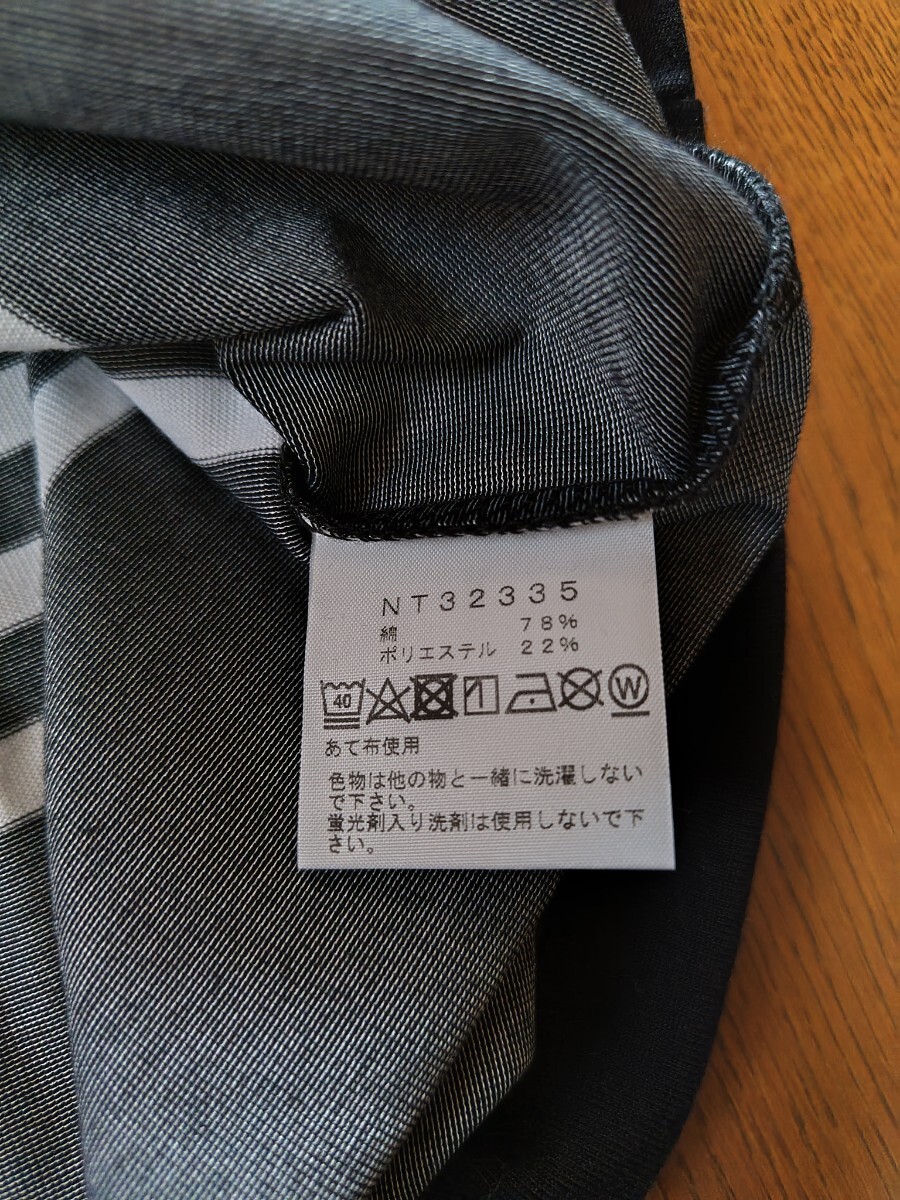 NT32335
綿 78%
ポリエステル 22%
40 W
あて布使用
色物は他の物と一緒に洗濯しない
で下さい。
蛍光剤入り洗剤は使用しないで下
さい。